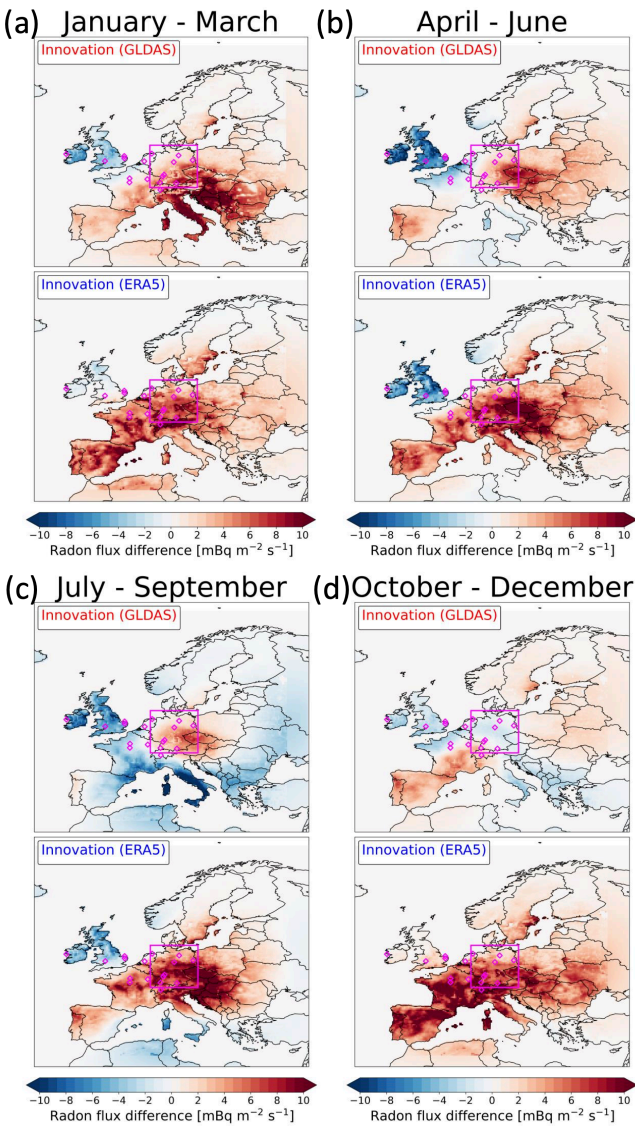 (a) January - March
Innovation (GLDAS)
Innovation (ERA5)
−10 −8 −6 −4 −2 0 2 4 6 8 10
Radon flux difference [mBq m⁻² s⁻¹]
(b) April - June
Innovation (GLDAS)
Innovation (ERA5)
−10 −8 −6 −4 −2 0 2 4 6 8 10
Radon flux difference [mBq m⁻² s⁻¹]
(c) July - September
Innovation (GLDAS)
Innovation (ERA5)
−10 −8 −6 −4 −2 0 2 4 6 8 10
Radon flux difference [mBq m⁻² s⁻¹]
(d) October - December
Innovation (GLDAS)
Innovation (ERA5)
−10 −8 −6 −4 −2 0 2 4 6 8 10
Radon flux difference [mBq m⁻² s⁻¹]